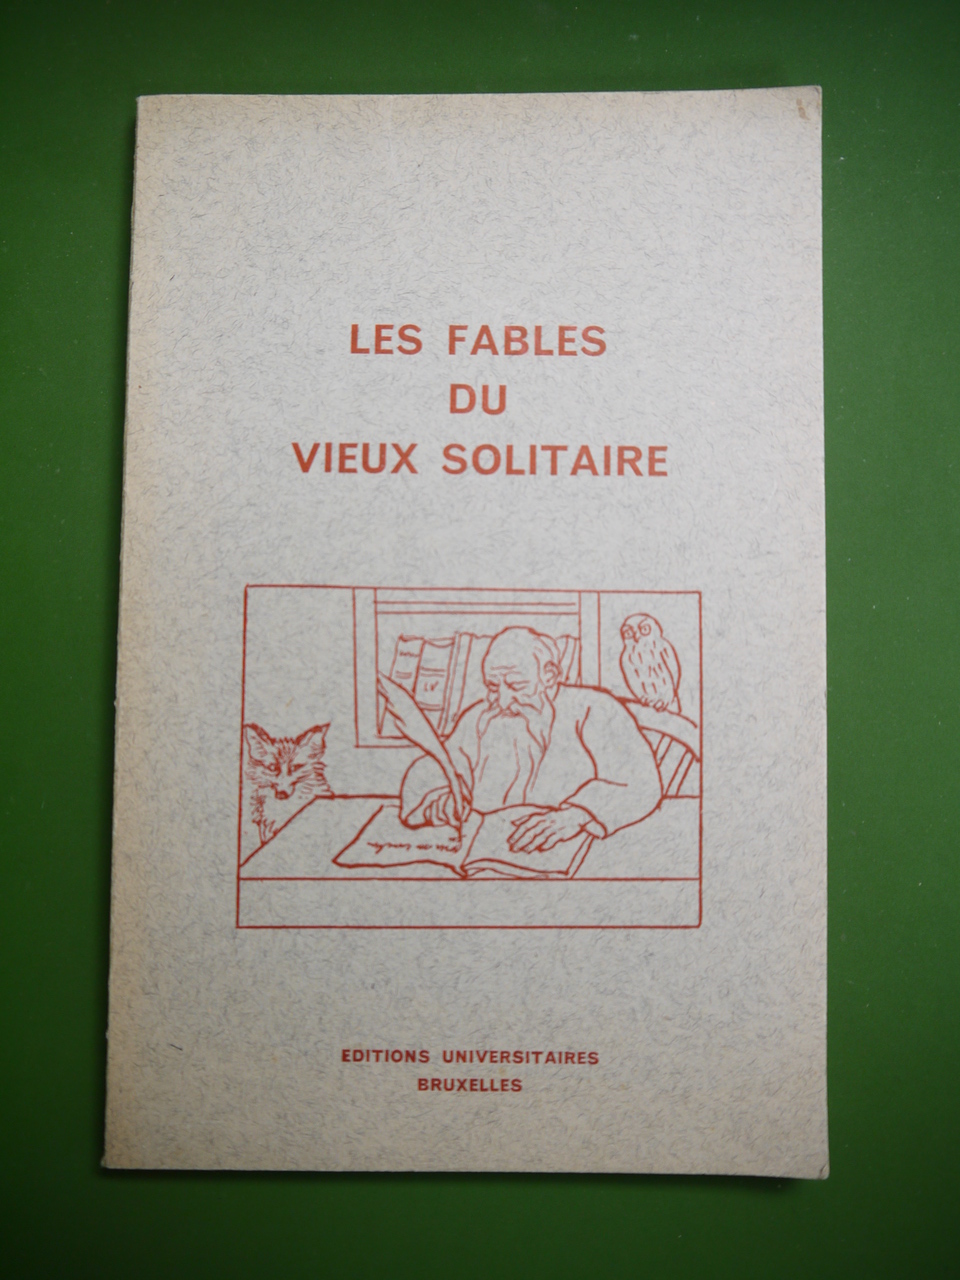 LES FABLES
DU
VIEUX SOLITAIRE
EDITIONS UNIVERSITAIRES
BRUXELLES